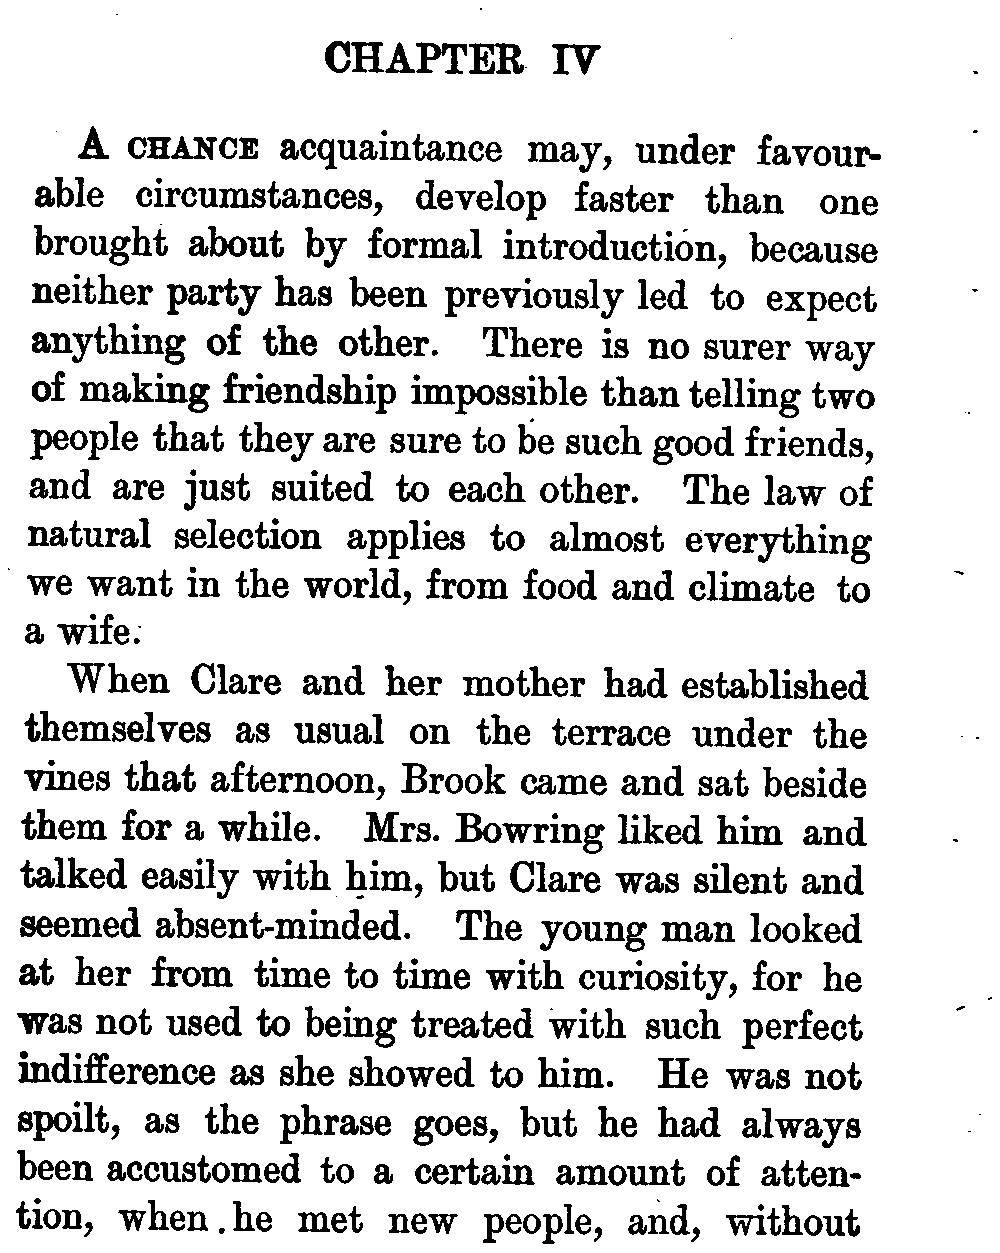 CHAPTER IV
A CHANCE acquaintance may, under favour-
able circumstances, develop faster than one
brought about by formal introduction, because
neither party has been previously led to expect
anything of the other. There is no surer way
of making friendship impossible than telling two
people that they are sure to be such good friends,
and are just suited to each other. The law of
natural selection applies to almost everything
we want in the world, from food and climate to
a wife.
When Clare and her mother had established
themselves as usual on the terrace under the
vines that afternoon, Brook came and sat beside
them for a while. Mrs. Bowring liked him and
talked easily with him, but Clare was silent and
seemed absent-minded. The young man looked
at her from time to time with curiosity, for he
was not used to being treated with such perfect
indifference as she showed to him. He was not
spoilt, as the phrase goes, but he had always
been accustomed to a certain amount of atten-
tion, when he met new people, and, without